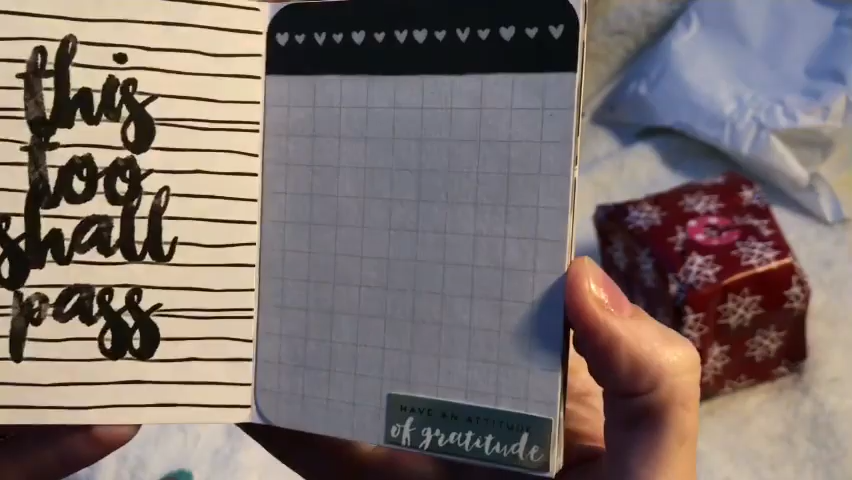 this
too
shall
pass
HAVE AN ATTITUDE
of gratitude